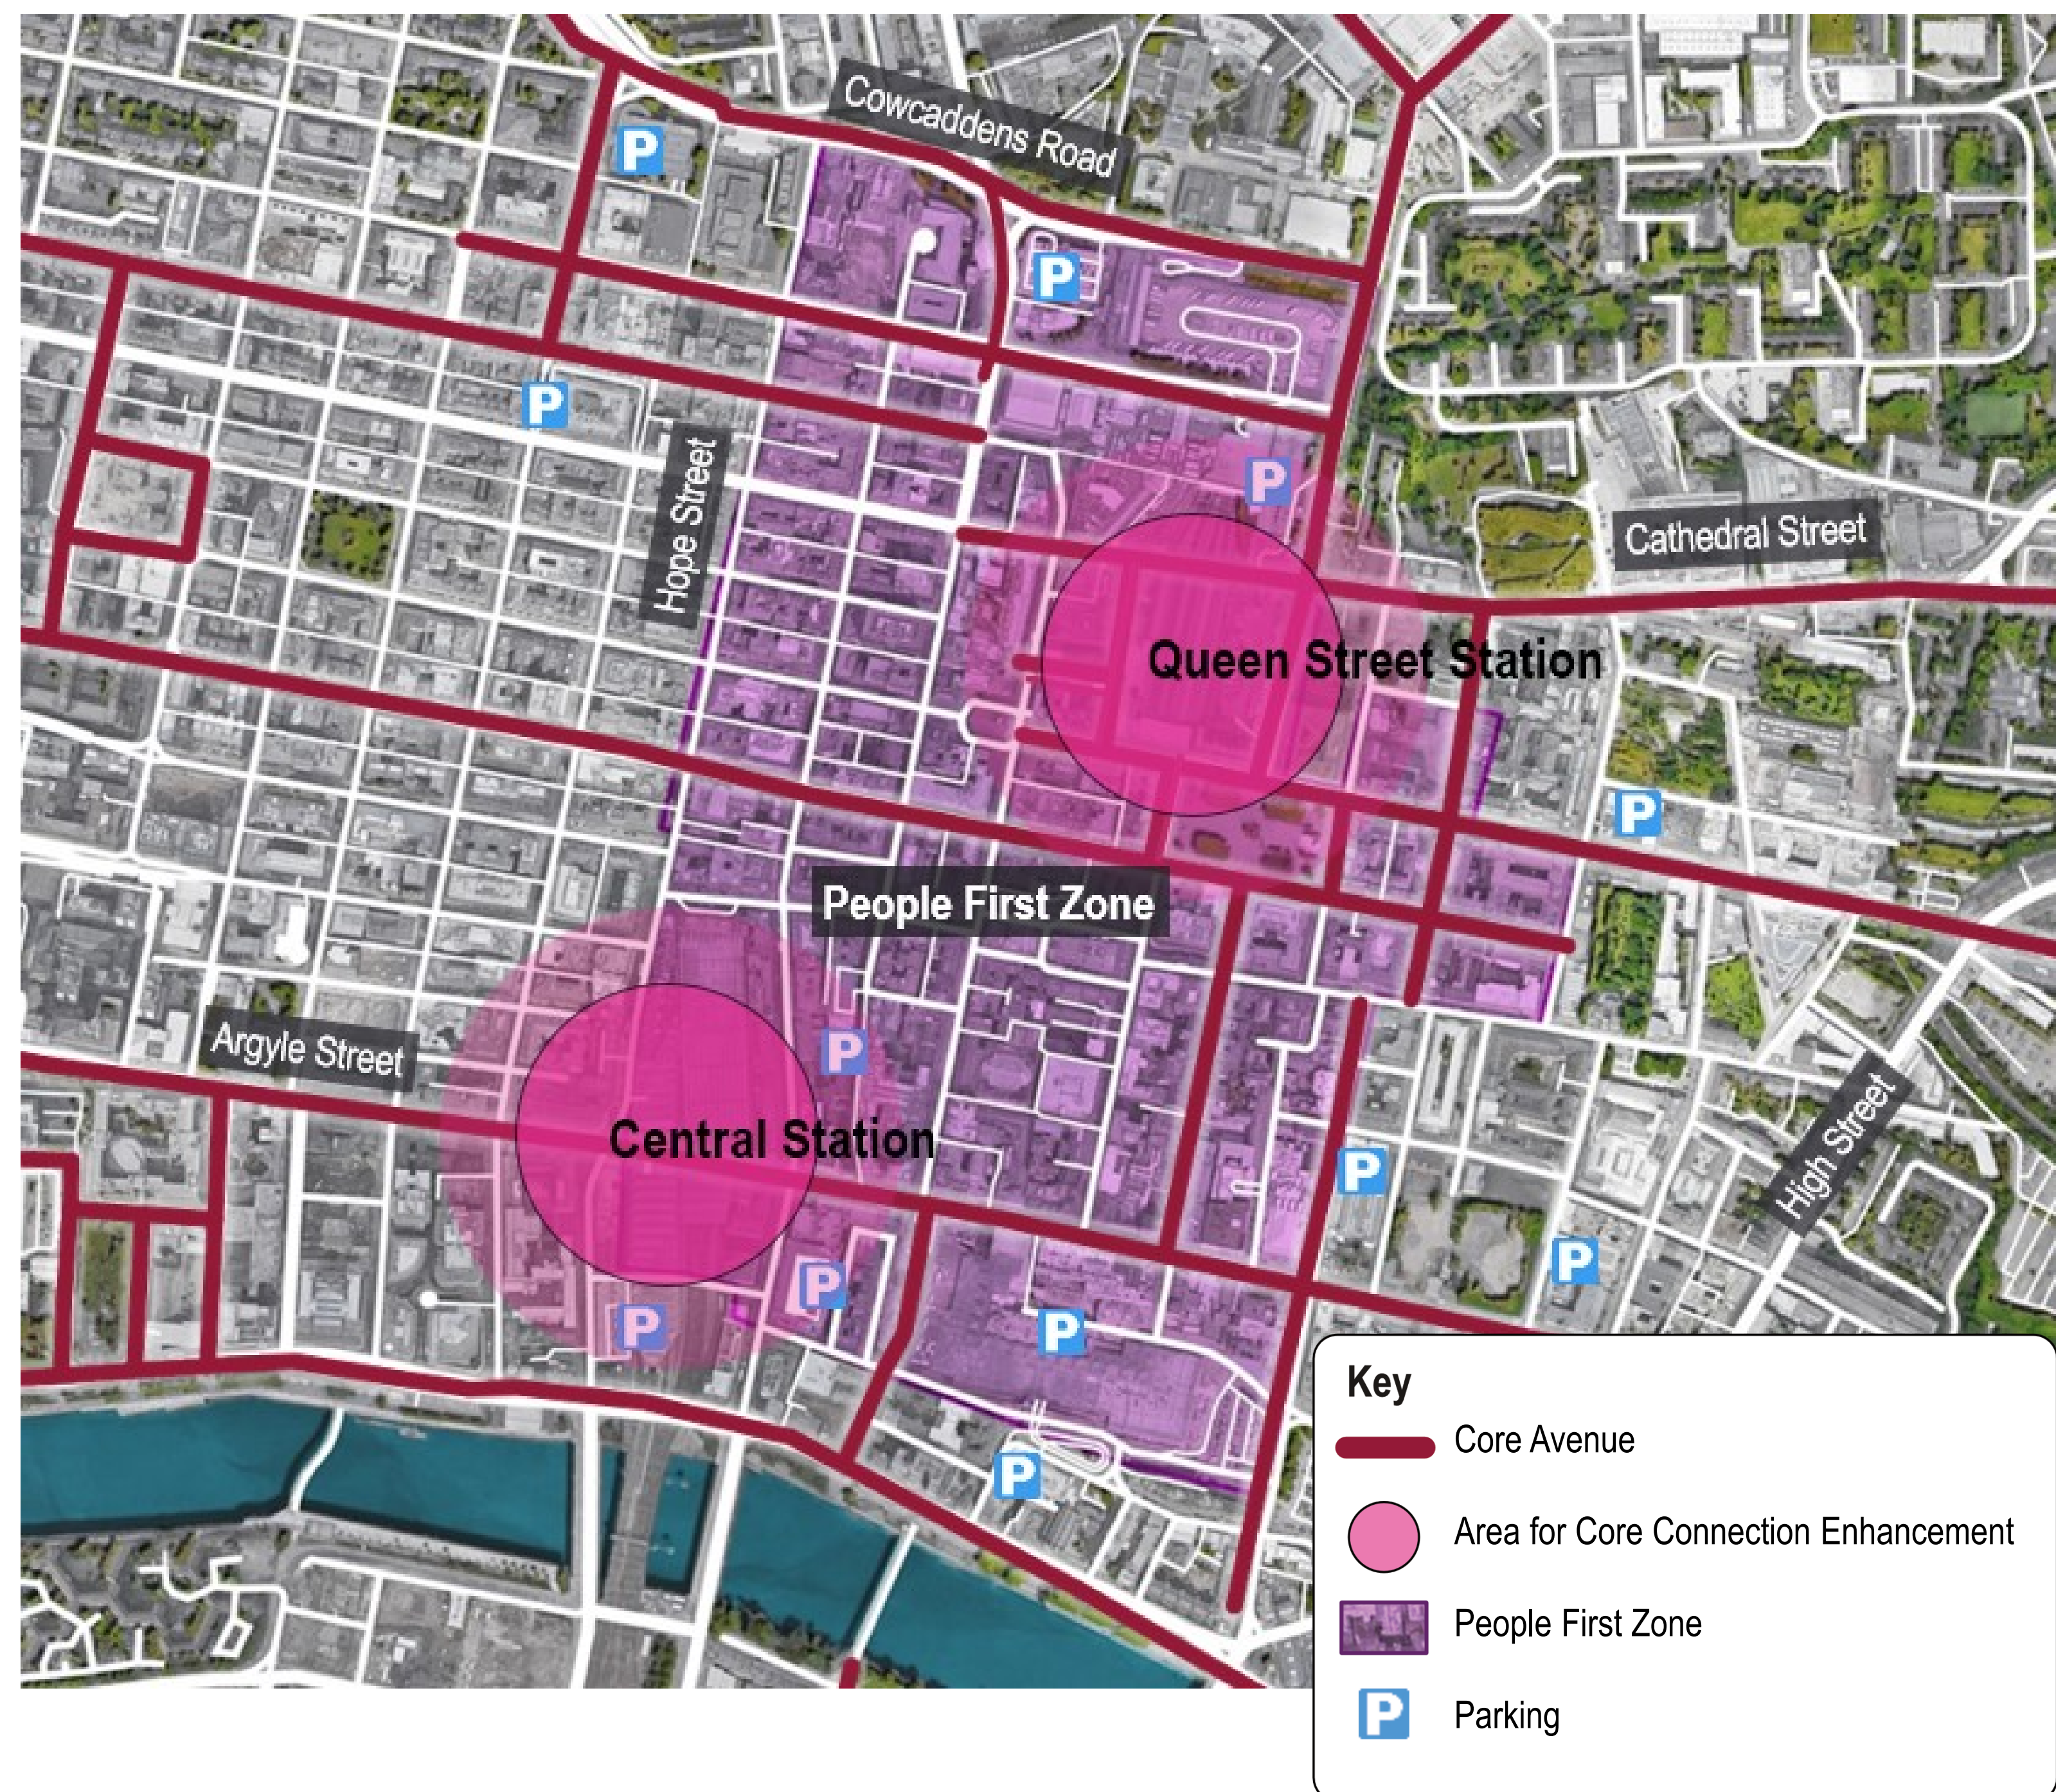 Cowcaddens Road
P
P
P
Hope Street
P
Cathedral Street
Queen Street Station
P
People First Zone
Argyle Street
P
Central Station
High Street
P
P
P
P
P
P
Key
Core Avenue
Area for Core Connection Enhancement
People First Zone
P Parking